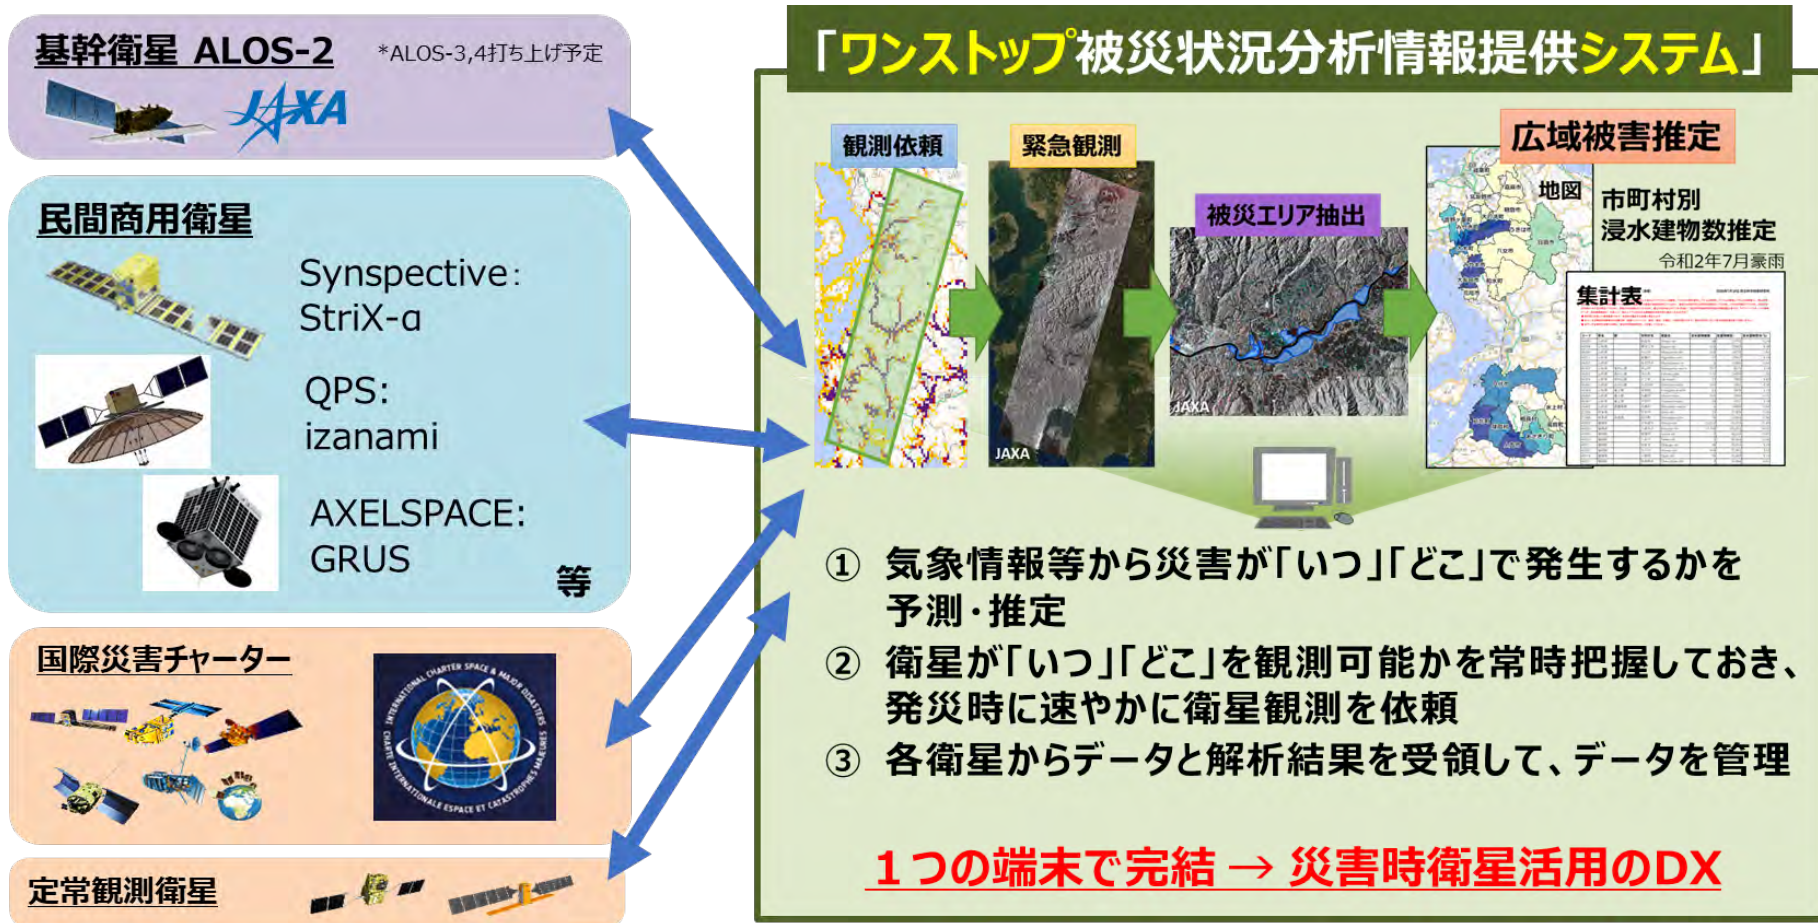 基幹衛星 ALOS-2
*ALOS-3,4打ち上げ予定
JAXA
民間商用衛星
Synspective:
StriX-α
QPS:
izanami
AXELSPACE:
GRUS
等
国際災害チャーター
INTERNATIONAL CHARTER SPACE & MAJOR DISASTERS
CHARTE INTERNATIONALE ESPACE ET CATASTROPHES MAJEURES
定常観測衛星
「ワンストップ被災状況分析情報提供システム」
観測依頼
緊急観測
JAXA
被災エリア抽出
JAXA
広域被害推定
地図
市町村別
浸水建物数推定
令和2年7月豪雨
集計表
① 気象情報等から災害が「いつ」「どこ」で発生するかを
予測・推定
② 衛星が「いつ」「どこ」を観測可能かを常時把握しておき、
発災時に速やかに衛星観測を依頼
③ 各衛星からデータと解析結果を受領して、データを管理
1つの端末で完結 → 災害時衛星活用のDX